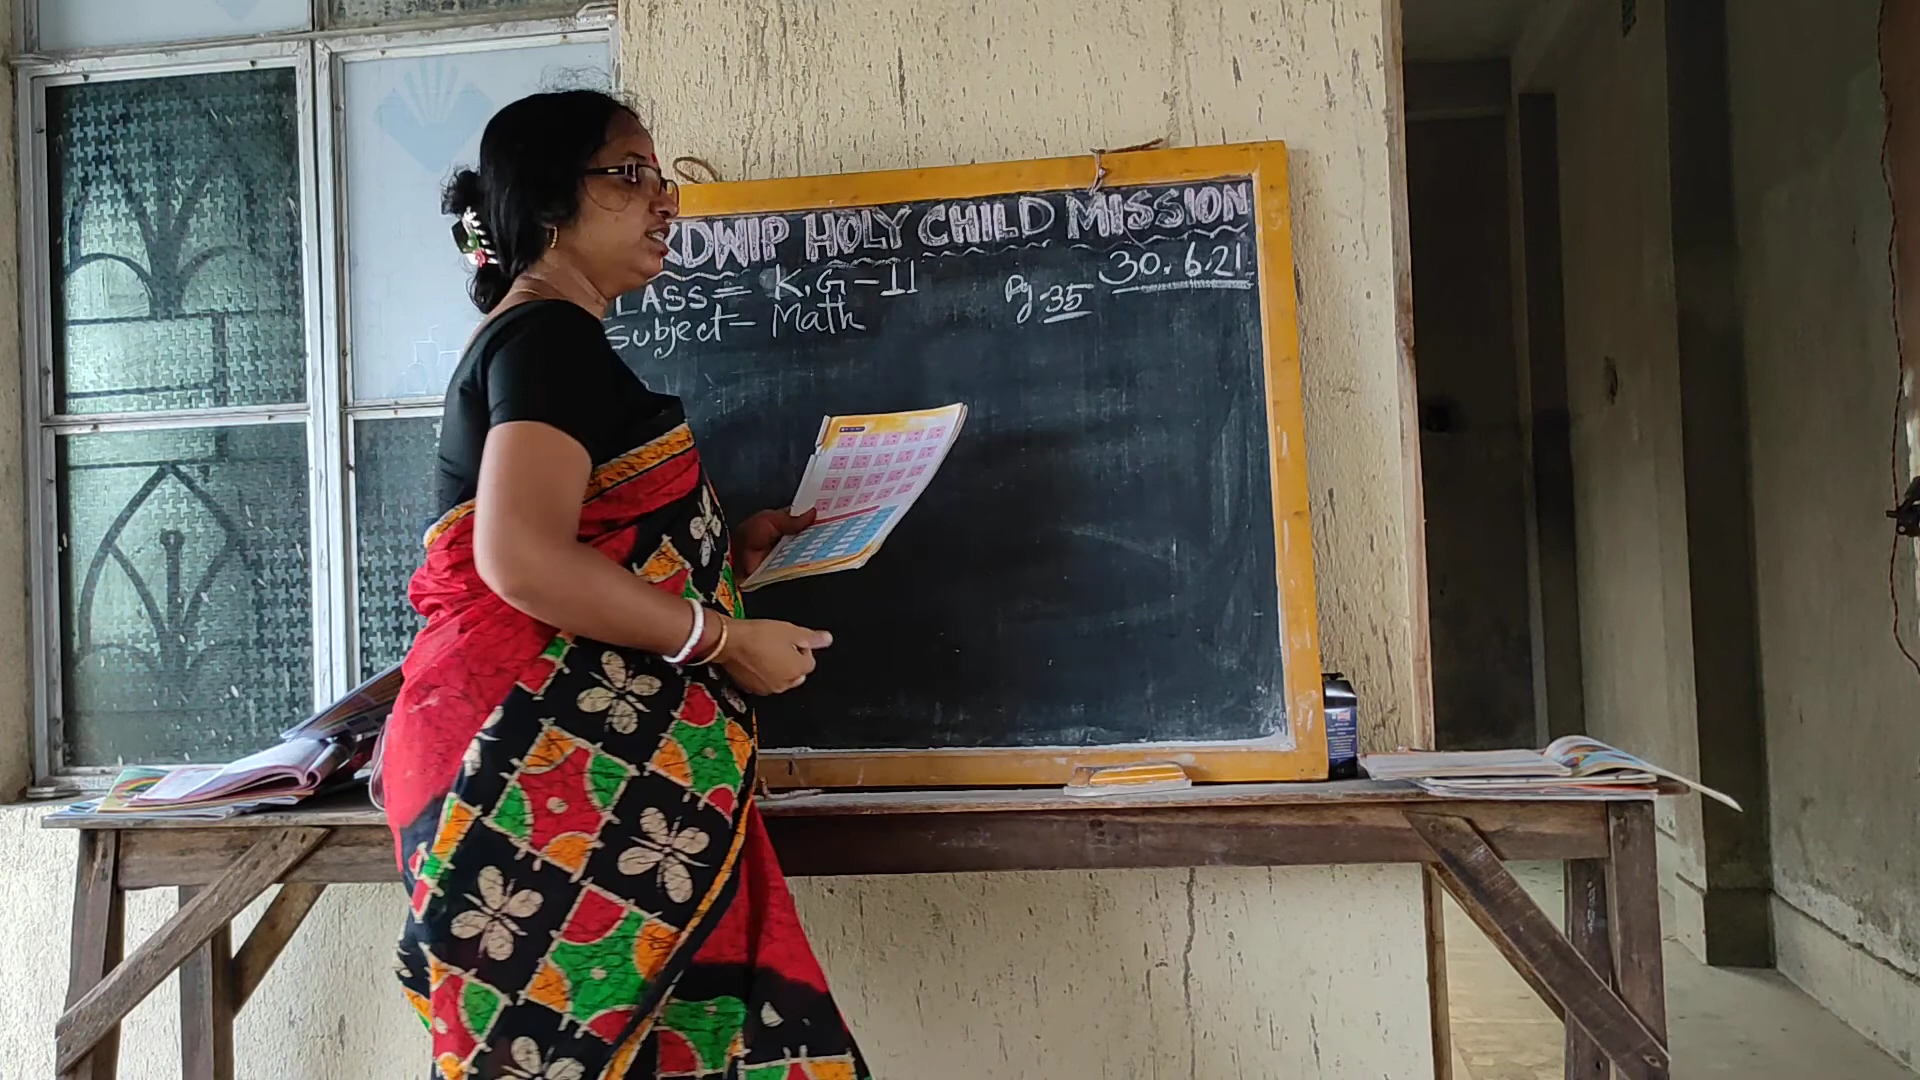 KDWIP HOLY CHILD MISSION
30.6.21
LASS= K.G-II
Pg 35
Subject- Math